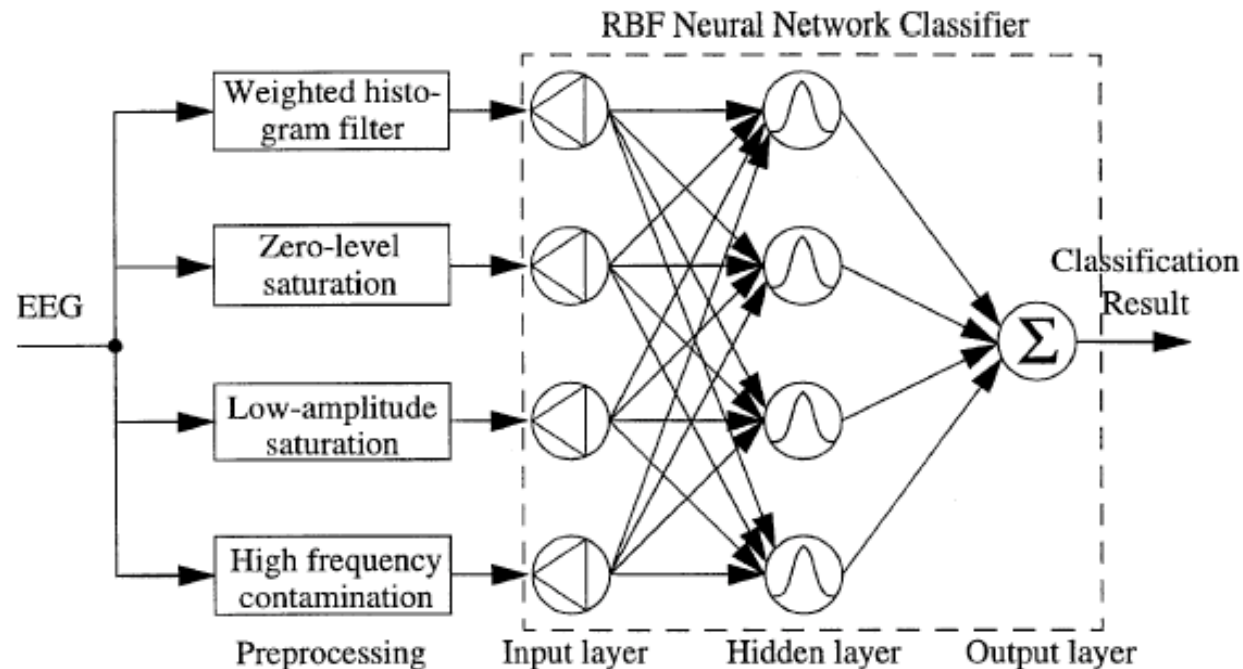 RBF Neural Network Classifier
Weighted histo-
gram filter
Zero-level
saturation
Classification
Result
EEG
Σ
Low-amplitude
saturation
High frequency
contamination
Preprocessing
Input layer
Hidden layer
Output layer